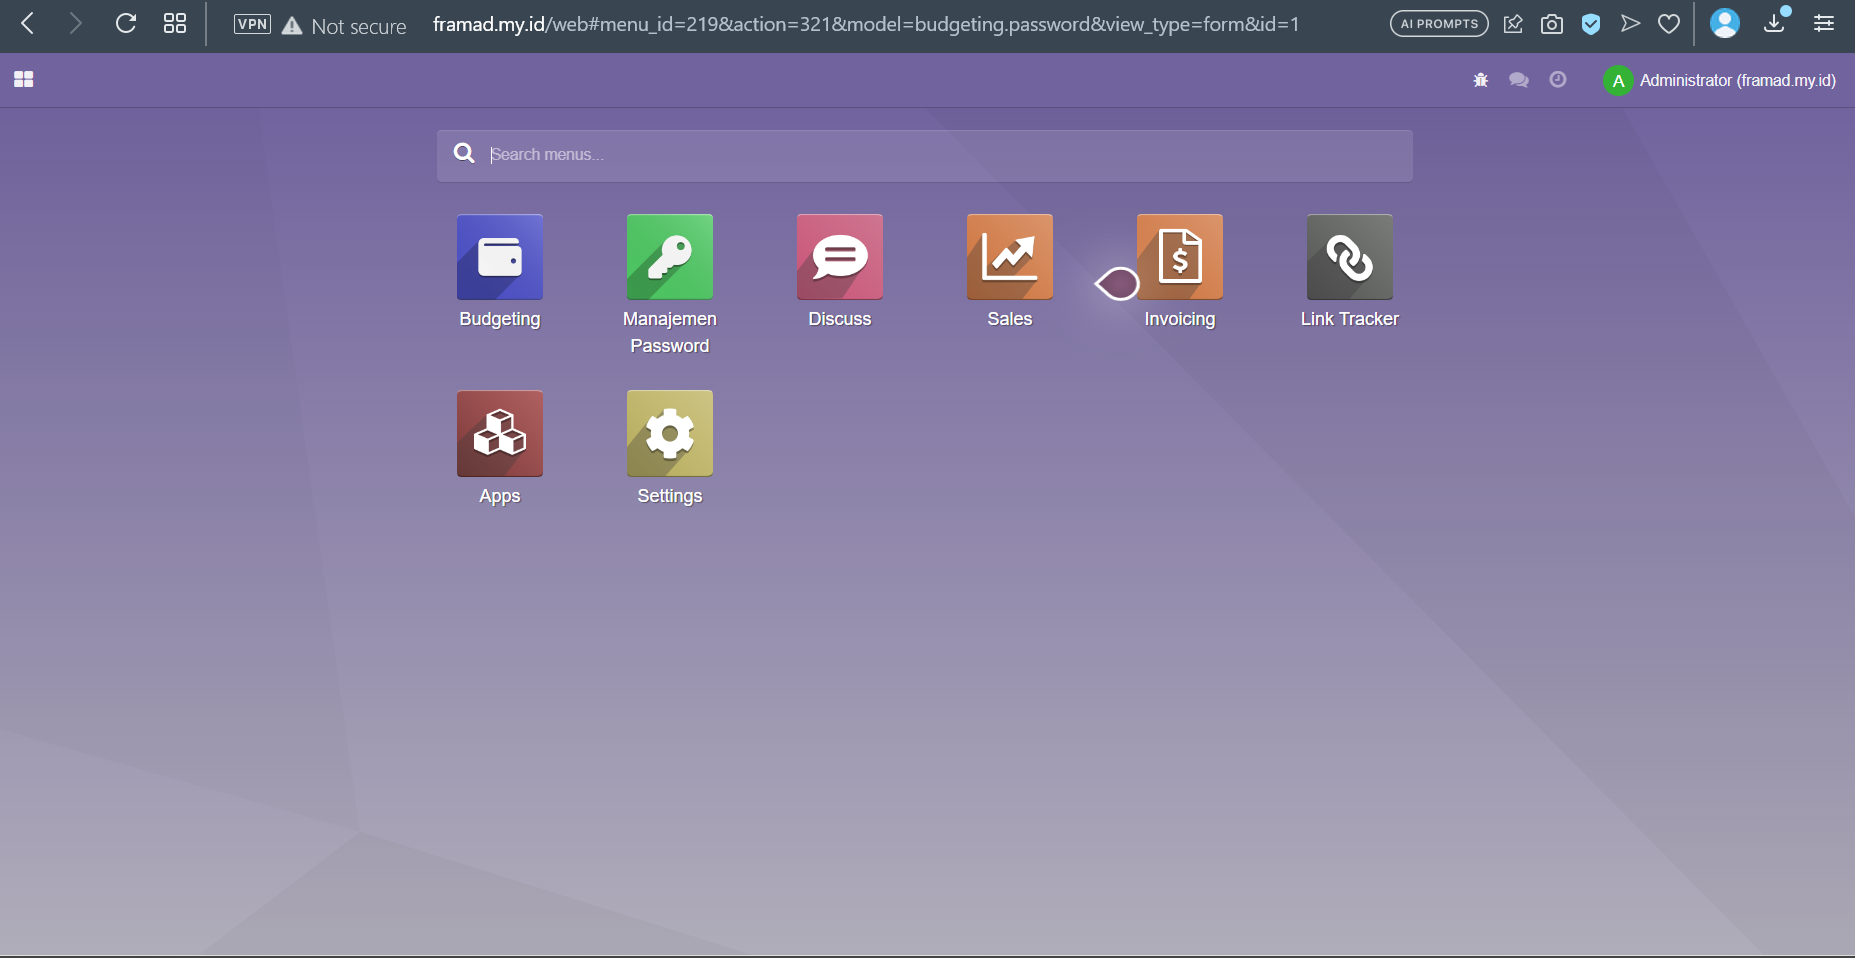 VPN Not secure framad.my.id/web#menu_id=219&action=321&model=budgeting.password&view_type=form&id=1 AI PROMPTS
A Administrator (framad.my.id)
Search menus...
Budgeting
Manajemen Password
Discuss
Sales
Invoicing
Link Tracker
Apps
Settings